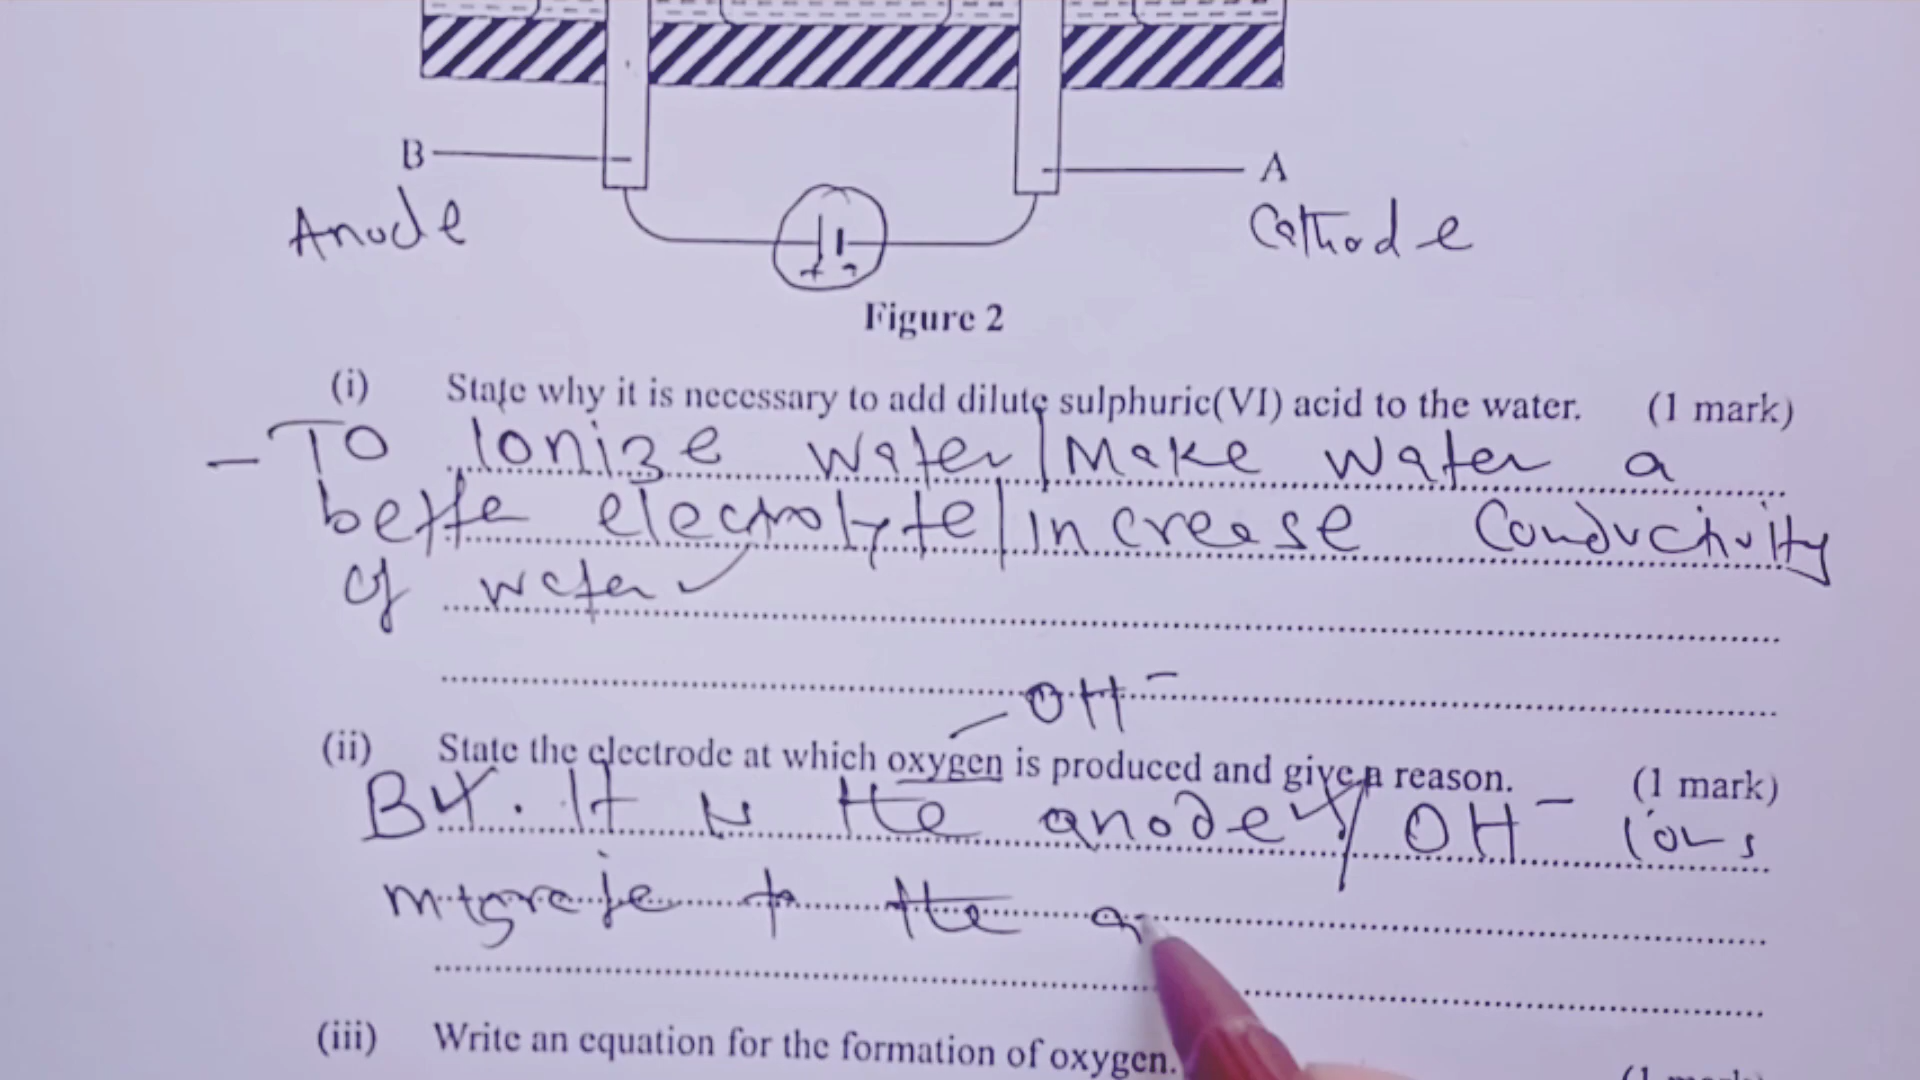 B
A
Anode
Cathode
+ -
Figure 2
(i) State why it is necessary to add dilute sulphuric(VI) acid to the water. (1 mark)
- To Ionize water/Make water a
bette electrolyte/increase Conductivity
of water ✓
OH⁻
(ii) State the electrode at which oxygen is produced and give a reason. (1 mark)
B✓. It is the anode✓/ OH⁻ ions
migrate to the a
(iii) Write an equation for the formation of oxygen.
(1 mark)